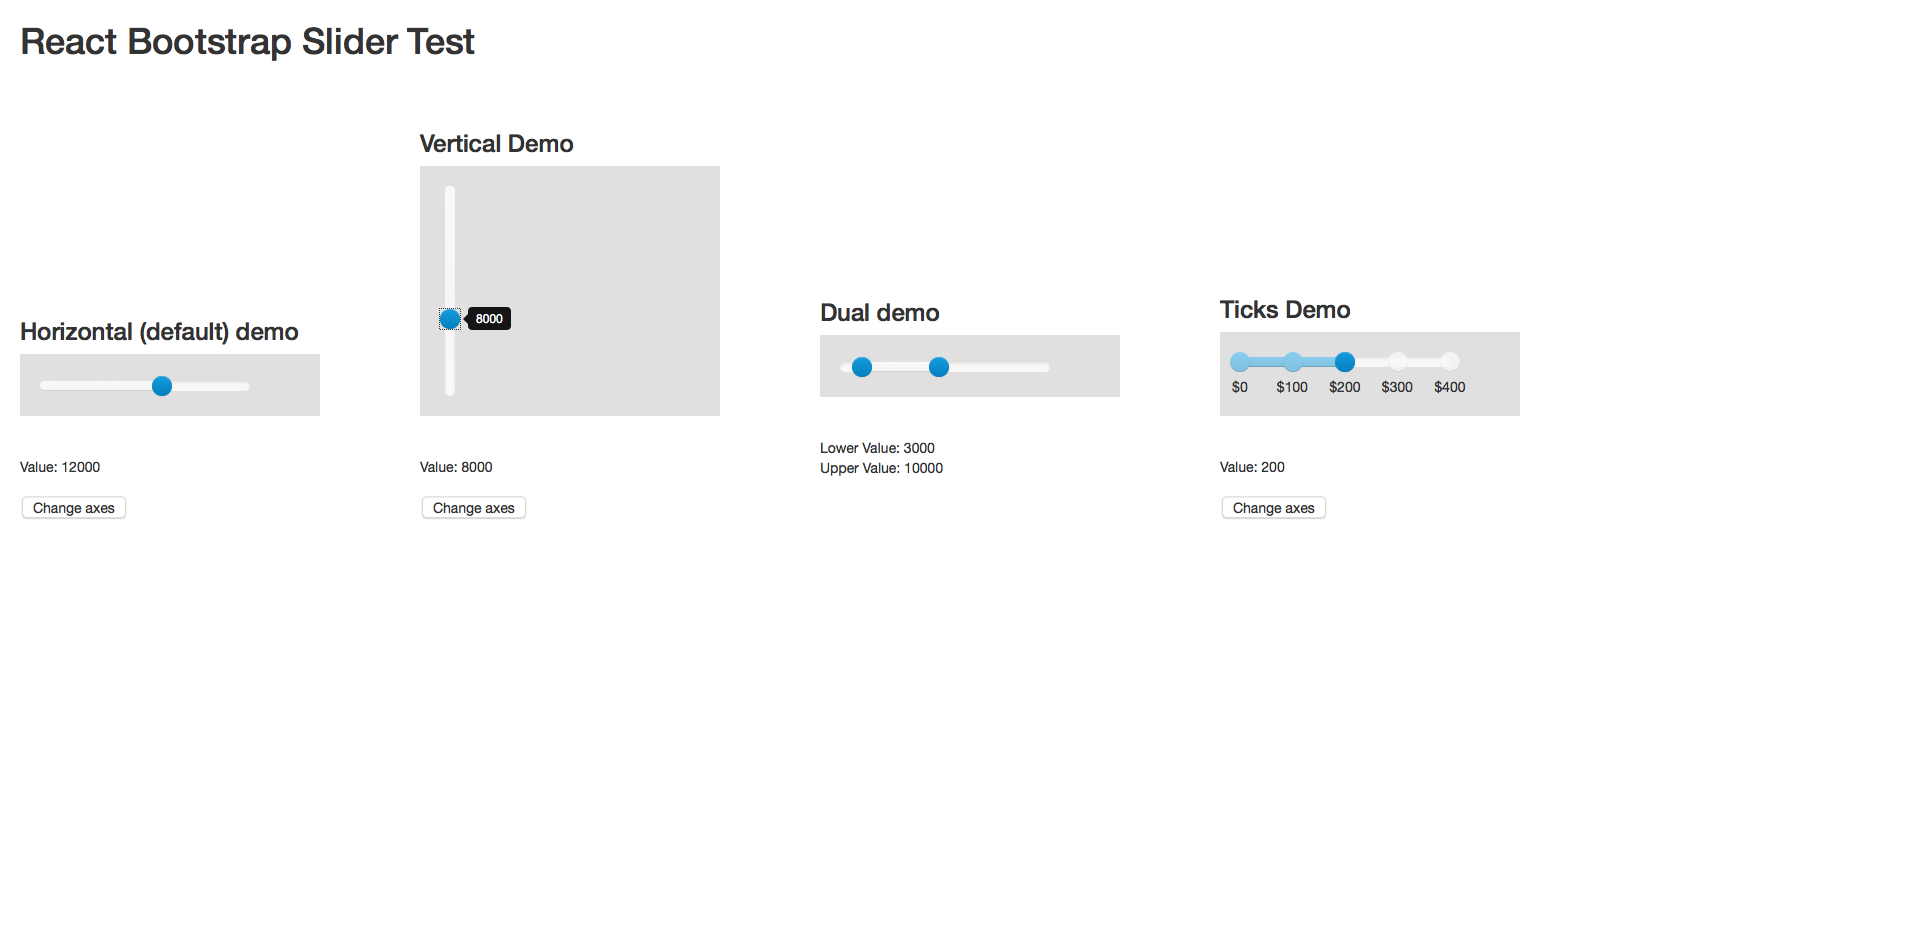 React Bootstrap Slider Test
Horizontal (default) demo
Value: 12000
Change axes
Vertical Demo
8000
Value: 8000
Change axes
Dual demo
Lower Value: 3000
Upper Value: 10000
Ticks Demo
$0 $100 $200 $300 $400
Value: 200
Change axes